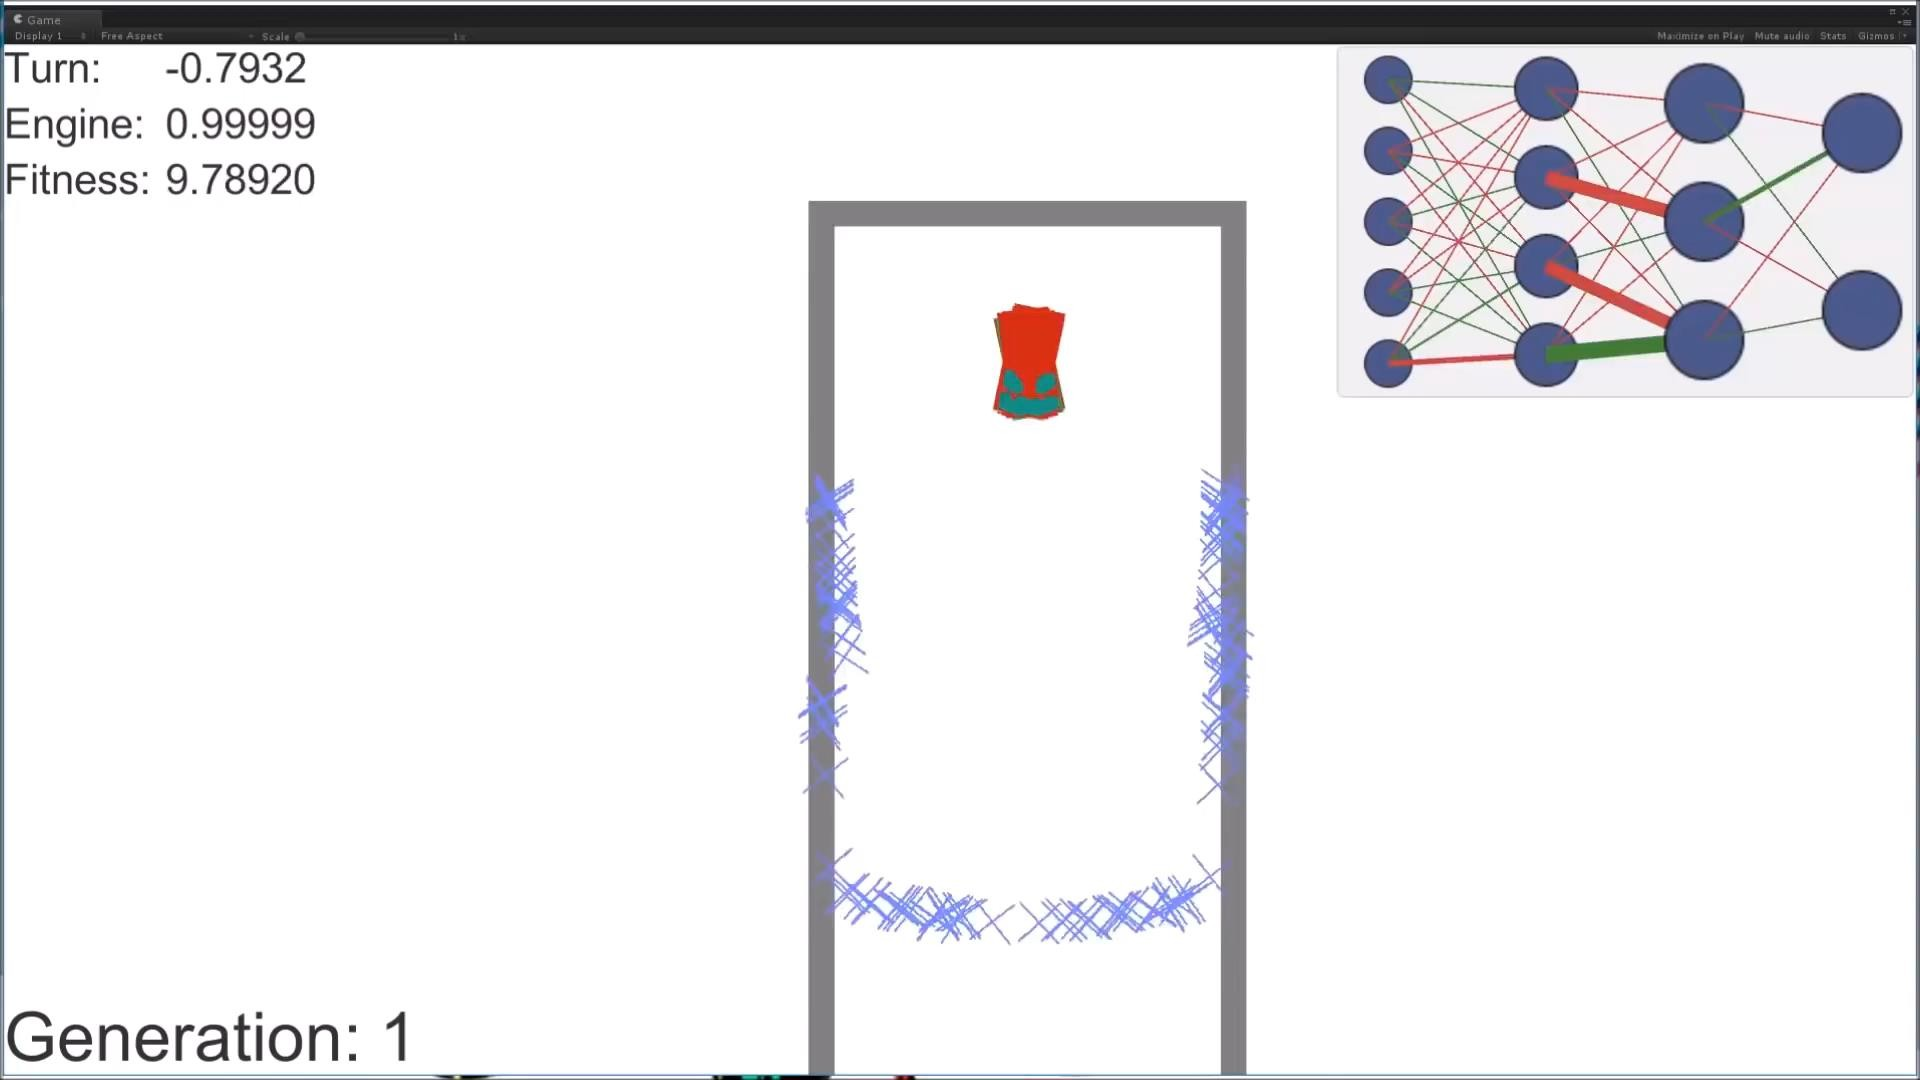 Game
Display 1 Free Aspect Scale 1x Maximize on Play Mute audio Stats Gizmos
Turn: -0.7932
Engine: 0.99999
Fitness: 9.78920
Generation: 1